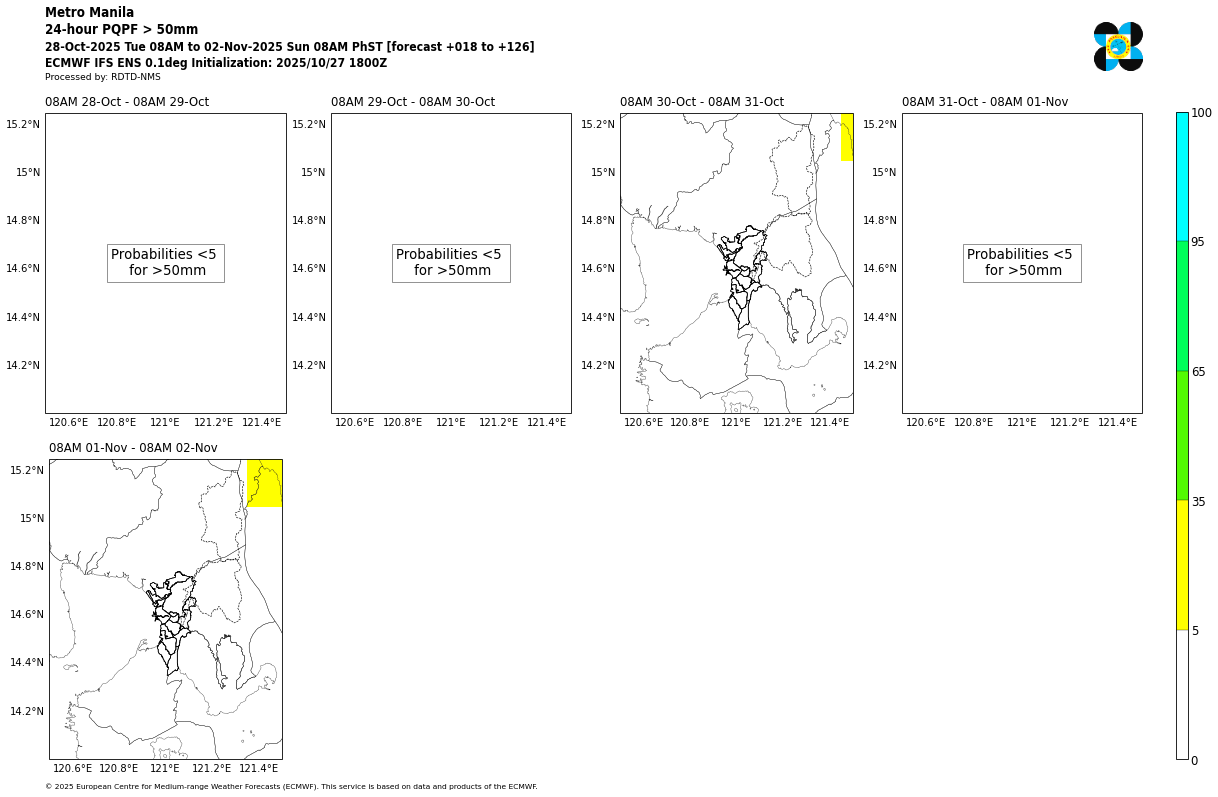 Metro Manila
24-hour PQPF > 50mm
28-Oct-2025 Tue 08AM to 02-Nov-2025 Sun 08AM PhST [forecast +018 to +126]
ECMWF IFS ENS 0.1deg Initialization: 2025/10/27 1800Z
Processed by: RDTD-NMS
08AM 28-Oct - 08AM 29-Oct
15.2°N
15°N
14.8°N
14.6°N
14.4°N
14.2°N
Probabilities <5
for >50mm
120.6°E 120.8°E 121°E 121.2°E 121.4°E
08AM 29-Oct - 08AM 30-Oct
15.2°N
15°N
14.8°N
14.6°N
14.4°N
14.2°N
Probabilities <5
for >50mm
120.6°E 120.8°E 121°E 121.2°E 121.4°E
08AM 30-Oct - 08AM 31-Oct
15.2°N
15°N
14.8°N
14.6°N
14.4°N
14.2°N
120.6°E 120.8°E 121°E 121.2°E 121.4°E
08AM 31-Oct - 08AM 01-Nov
15.2°N
15°N
14.8°N
14.6°N
14.4°N
14.2°N
Probabilities <5
for >50mm
120.6°E 120.8°E 121°E 121.2°E 121.4°E
100
95
65
35
5
0
08AM 01-Nov - 08AM 02-Nov
15.2°N
15°N
14.8°N
14.6°N
14.4°N
14.2°N
120.6°E 120.8°E 121°E 121.2°E 121.4°E
© 2025 European Centre for Medium-range Weather Forecasts (ECMWF). This service is based on data and products of the ECMWF.